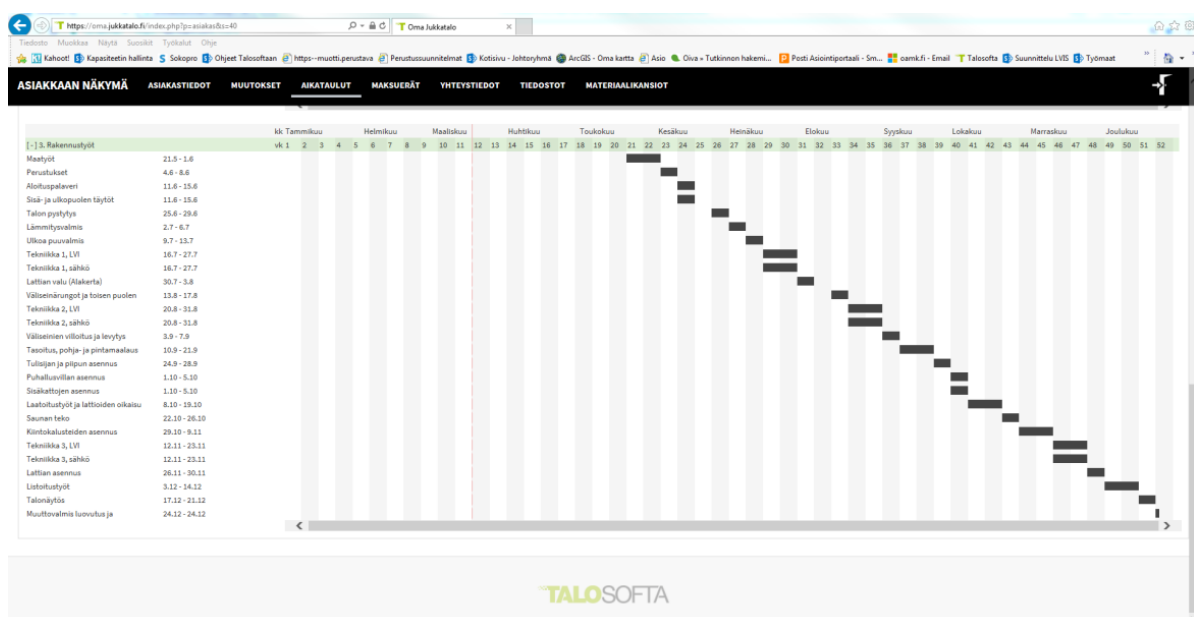 https://oma.jukkatalo.fi/index.php?p=asiakas&s=40 Oma Jukkatalo
Tiedosto Muokkaa Näytä Suosikit Työkalut Ohje
Kahoot! Kapasiteetin hallinta Sokopro Ohjeet Talosoftaan https--muotti.perustava Perustussuunnitelmat Kotisivu - Johtoryhmä ArcGIS - Oma kartta Asio Oiva « Tutkinnon hakemi... Posti Asiointiportaali - Sm... oamk.fi - Email Talosofta Suunnittelu LVIS Työmaat
ASIAKKAAN NÄKYMÄ ASIAKASTIEDOT MUUTOKSET AIKATAULUT MAKSUERÄT YHTEYSTIEDOT TIEDOSTOT MATERIAALIKANSIOT
kk Tammikuu Helmikuu Maaliskuu Huhtikuu Toukokuu Kesäkuu Heinäkuu Elokuu Syyskuu Lokakuu Marraskuu Joulukuu
[-] 3. Rakennustyöt vk 1 2 3 4 5 6 7 8 9 10 11 12 13 14 15 16 17 18 19 20 21 22 23 24 25 26 27 28 29 30 31 32 33 34 35 36 37 38 39 40 41 42 43 44 45 46 47 48 49 50 51 52
Maatyöt 21.5 - 1.6
Perustukset 4.6 - 8.6
Aloituspalaveri 11.6 - 15.6
Sisä- ja ulkopuolen täytöt 11.6 - 15.6
Talon pystytys 25.6 - 29.6
Lämmitysvalmis 2.7 - 6.7
Ulkoa puuvalmis 9.7 - 13.7
Tekniikka 1, LVI 16.7 - 27.7
Tekniikka 1, sähkö 16.7 - 27.7
Lattian valu (Alakerta) 30.7 - 3.8
Väliseinärungot ja toisen puolen 13.8 - 17.8
Tekniikka 2, LVI 20.8 - 31.8
Tekniikka 2, sähkö 20.8 - 31.8
Väliseinien villoitus ja levytys 3.9 - 7.9
Tasoitus, pohja- ja pintamaalaus 10.9 - 21.9
Tulisijan ja piipun asennus 24.9 - 28.9
Puhallusvillan asennus 1.10 - 5.10
Sisäkattojen asennus 1.10 - 5.10
Laatoitustyöt ja lattioiden oikaisu 8.10 - 19.10
Saunan teko 22.10 - 26.10
Kiintokalusteiden asennus 29.10 - 9.11
Tekniikka 3, LVI 12.11 - 23.11
Tekniikka 3, sähkö 12.11 - 23.11
Lattian asennus 26.11 - 30.11
Listoitustyöt 3.12 - 14.12
Talonäytös 17.12 - 21.12
Muuttovalmis luovutus ja 24.12 - 24.12
TALOSOFTA